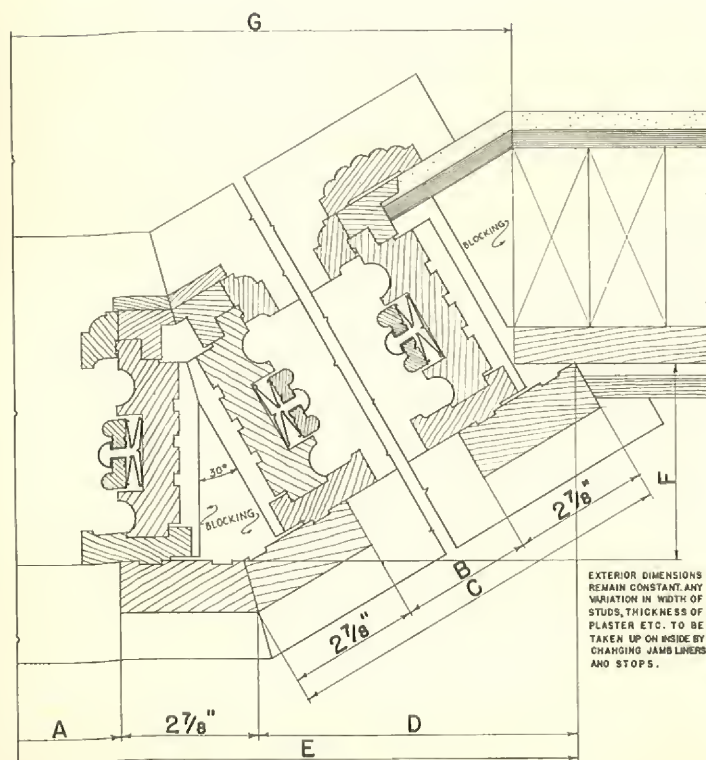 G
BLOCKING
30°
BLOCKING
F
2 7/8"
B
C
2 7/8"
EXTERIOR DIMENSIONS
REMAIN CONSTANT. ANY
VARIATION IN WIDTH OF
STUDS, THICKNESS OF
PLASTER ETC. TO BE
TAKEN UP ON INSIDE BY
CHANGING JAMB LINERS
AND STOPS.
A
2 7/8"
D
E